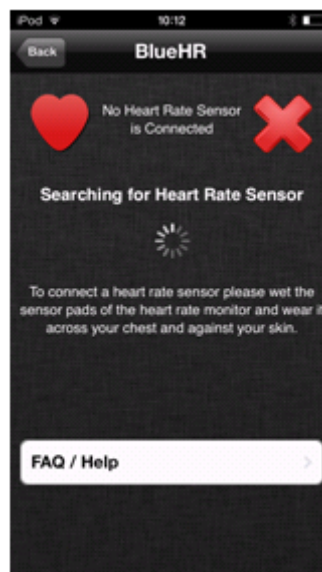 iPod 10:12
Back BlueHR
No Heart Rate Sensor
is Connected
Searching for Heart Rate Sensor
To connect a heart rate sensor please wet the
sensor pads of the heart rate monitor and wear it
across your chest and against your skin.
FAQ / Help